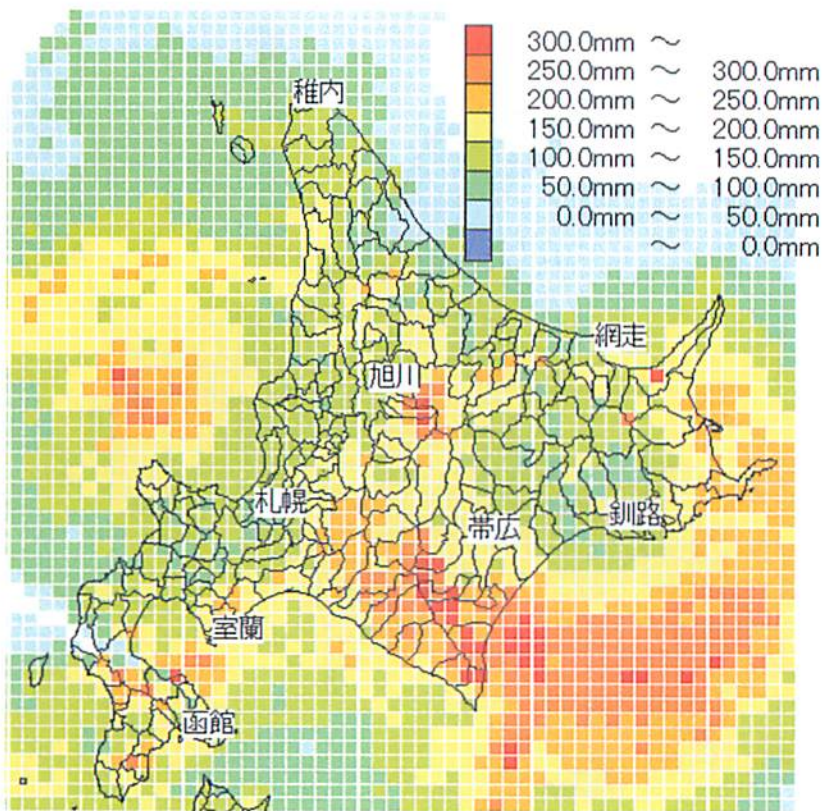 稚内
300.0mm ～
250.0mm ～ 300.0mm
200.0mm ～ 250.0mm
150.0mm ～ 200.0mm
100.0mm ～ 150.0mm
50.0mm ～ 100.0mm
0.0mm ～ 50.0mm
～ 0.0mm
網走
旭川
札幌
帯広
釧路
室蘭
函館